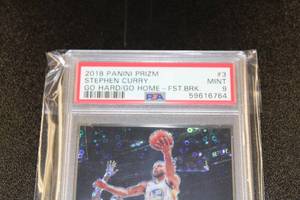 2018 PANINI PRIZM #3
STEPHEN CURRY MINT
GO HARD/GO HOME - FST.BRK. 9
PSA 59616764